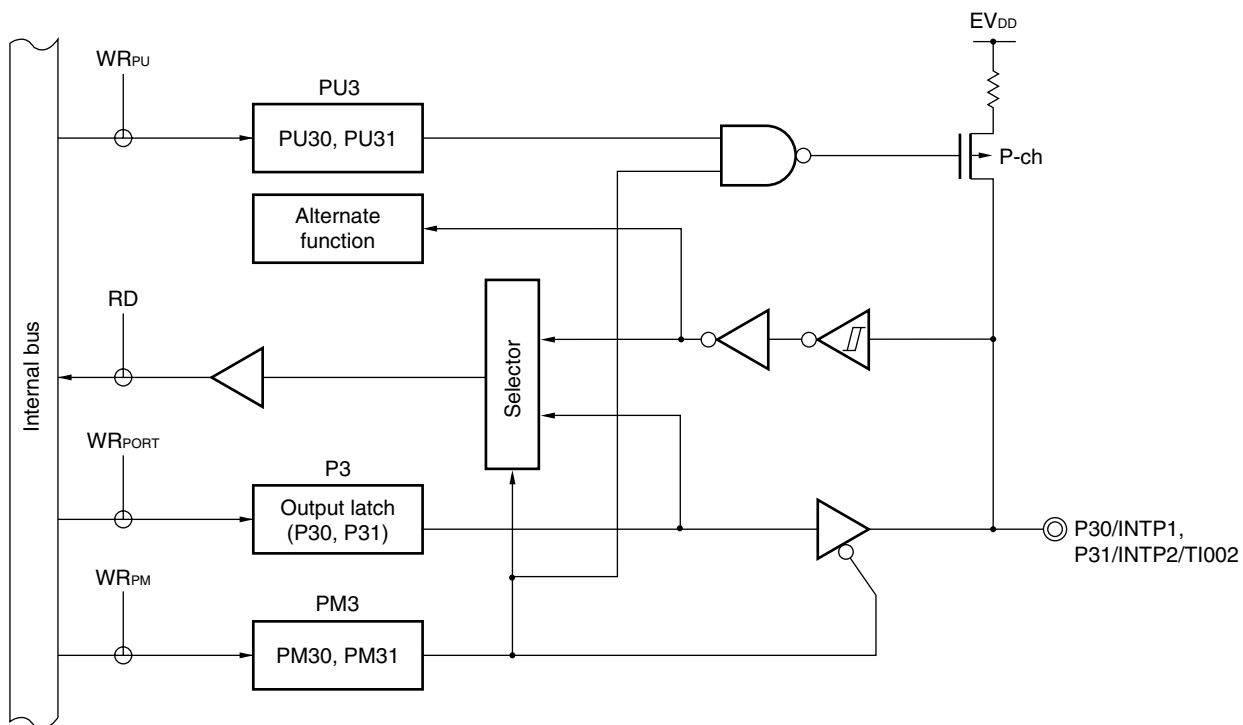 EVDD
WRPU
PU3
PU30, PU31
P-ch
Alternate
function
RD
Internal bus
Selector
WRPORT
P3
Output latch
(P30, P31)
P30/INTP1,
P31/INTP2/TI002
WRPM
PM3
PM30, PM31